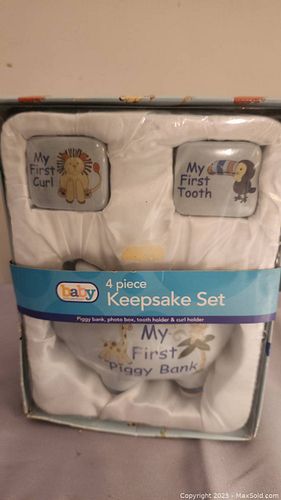 My
First
Curl
My
First
Tooth
baby
4 piece
Keepsake Set
Piggy bank, photo box, tooth holder & curl holder
My
First
Piggy Bank
Copyright 2023 - MaxSold.com